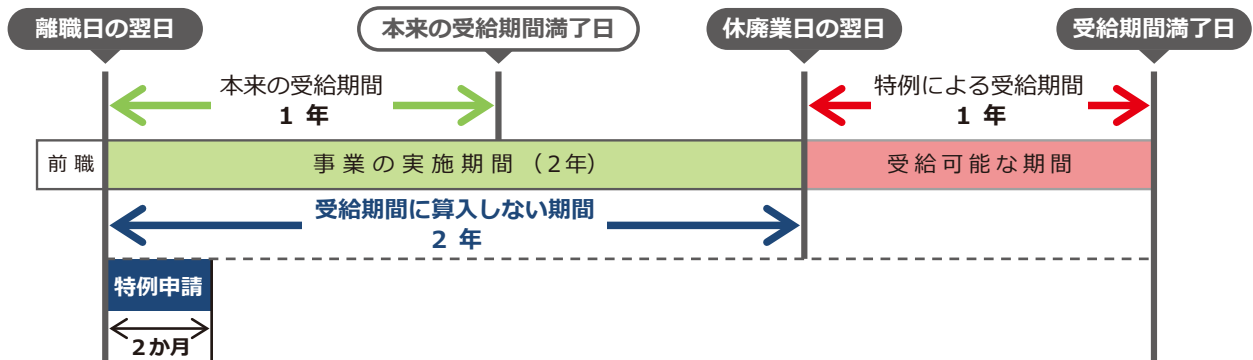 離職日の翌日
本来の受給期間満了日
休廃業日の翌日
受給期間満了日
本来の受給期間
1 年
特例による受給期間
1 年
前職
事業の実施期間（2年）
受給可能な期間
受給期間に算入しない期間
2 年
特例申請
2か月